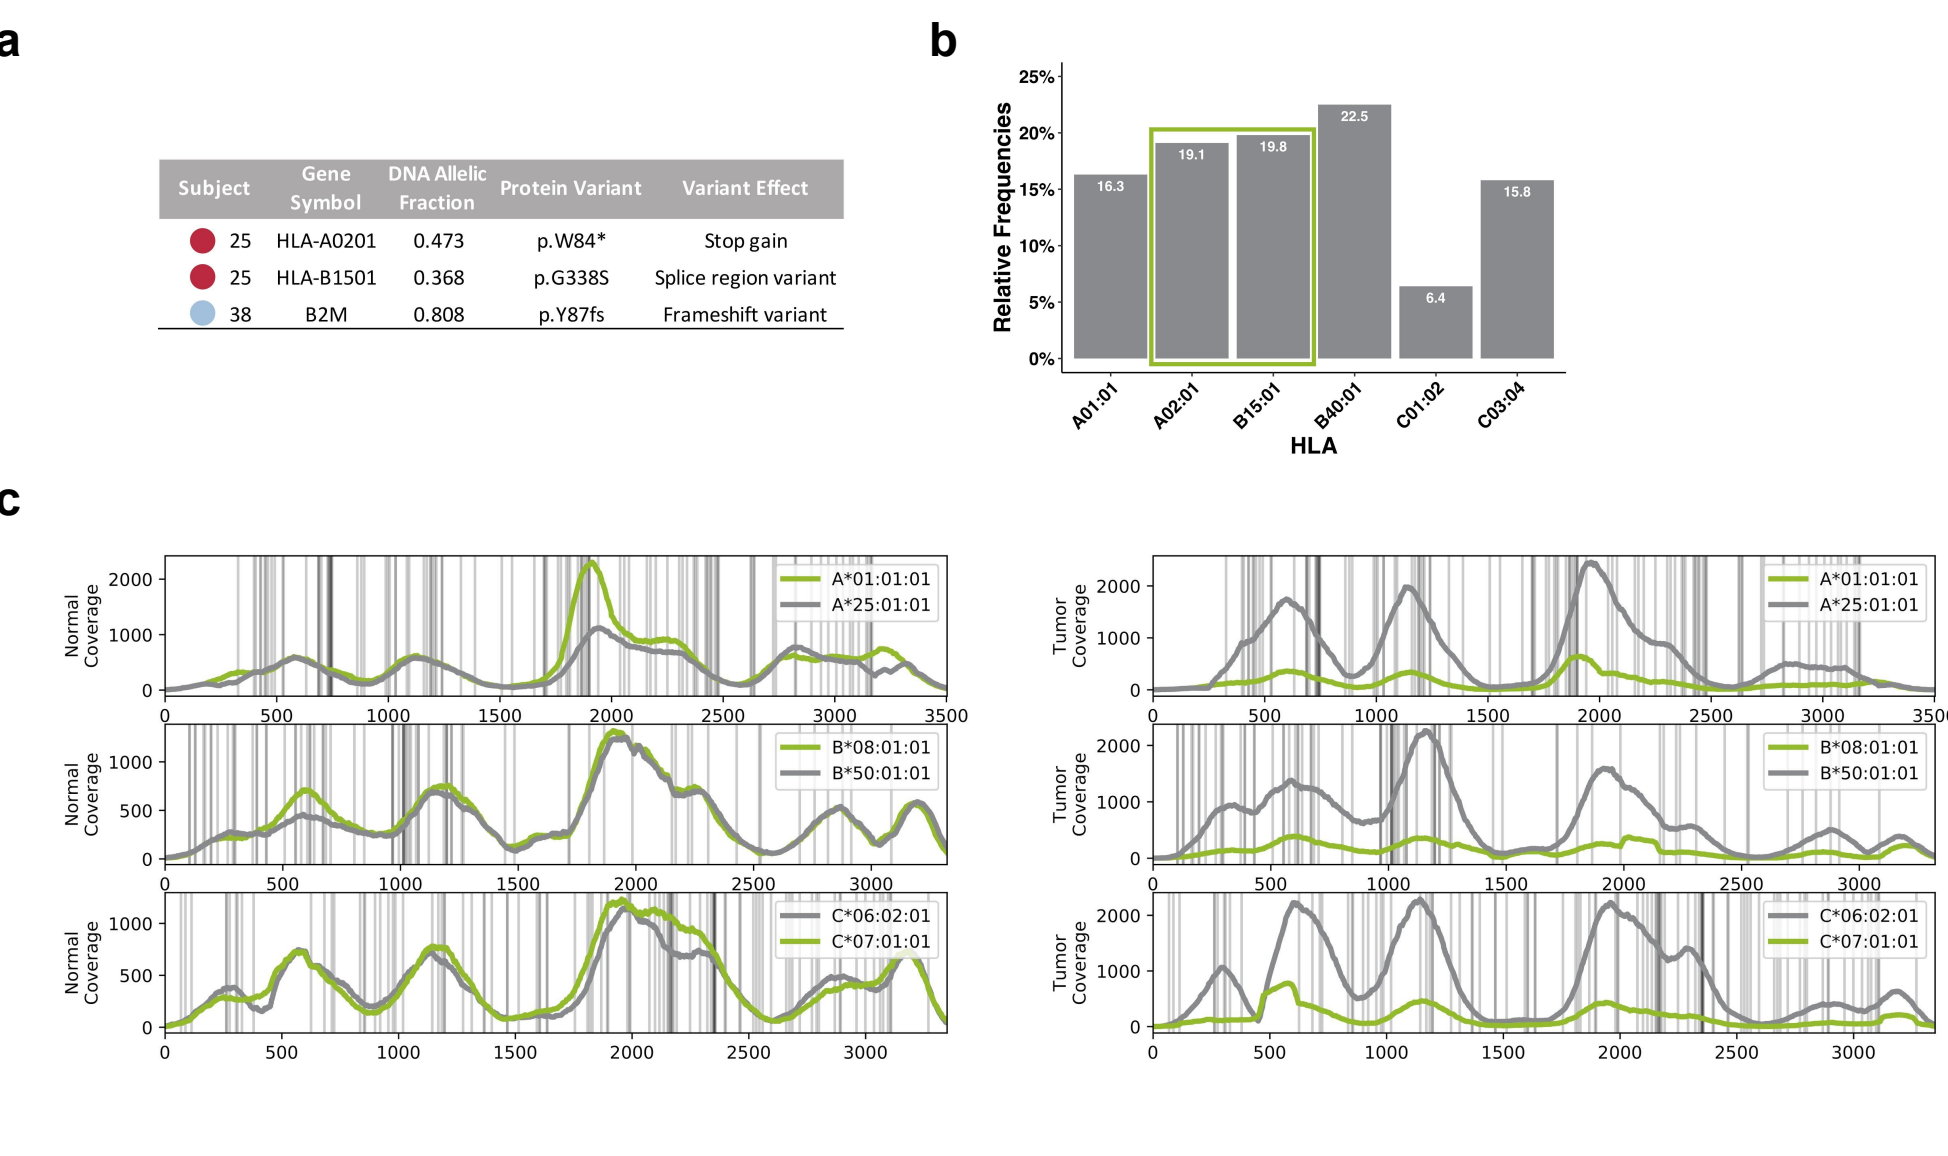 a
Subject Gene Symbol DNA Allelic Fraction Protein Variant Variant Effect
25 HLA-A0201 0.473 p.W84* Stop gain
25 HLA-B1501 0.368 p.G338S Splice region variant
38 B2M 0.808 p.Y87fs Frameshift variant
b
Relative Frequencies
25%
20%
15%
10%
5%
0%
16.3
19.1
19.8
22.5
6.4
15.8
A01:01 A02:01 B15:01 B40:01 C01:02 C03:04
HLA
c
Normal Coverage
2000
1000
0
A*01:01:01
A*25:01:01
0 500 1000 1500 2000 2500 3000 3500
Normal Coverage
1000
500
0
B*08:01:01
B*50:01:01
0 500 1000 1500 2000 2500 3000
Normal Coverage
1000
500
0
C*06:02:01
C*07:01:01
0 500 1000 1500 2000 2500 3000
Tumor Coverage
2000
1000
0
A*01:01:01
A*25:01:01
0 500 1000 1500 2000 2500 3000 350
Tumor Coverage
2000
1000
0
B*08:01:01
B*50:01:01
0 500 1000 1500 2000 2500 3000
Tumor Coverage
2000
1000
0
C*06:02:01
C*07:01:01
0 500 1000 1500 2000 2500 3000